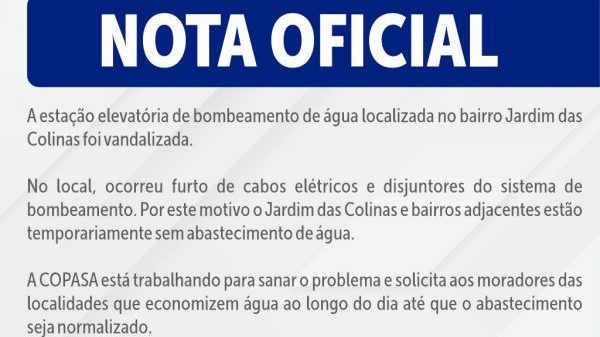 NOTA OFICIAL
A estação elevatória de bombeamento de água localizada no bairro Jardim das
Colinas foi vandalizada.
No local, ocorreu furto de cabos elétricos e disjuntores do sistema de
bombeamento. Por este motivo o Jardim das Colinas e bairros adjacentes estão
temporariamente sem abastecimento de água.
A COPASA está trabalhando para sanar o problema e solicita aos moradores das
localidades que economizem água ao longo do dia até que o abastecimento
seja normalizado.